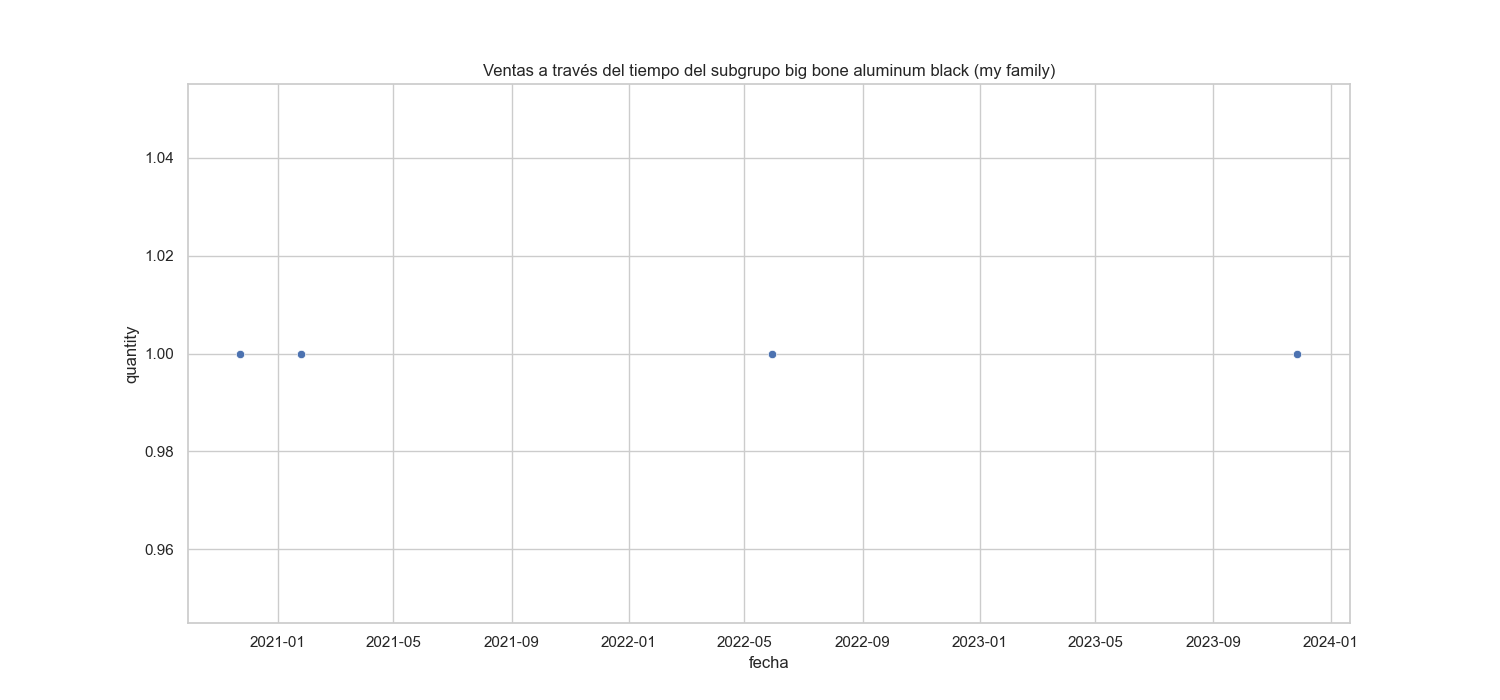 Ventas a través del tiempo del subgrupo big bone aluminum black (my family)
1.04
1.02
1.00
0.98
0.96
quantity
2021-01 2021-05 2021-09 2022-01 2022-05 2022-09 2023-01 2023-05 2023-09 2024-01
fecha